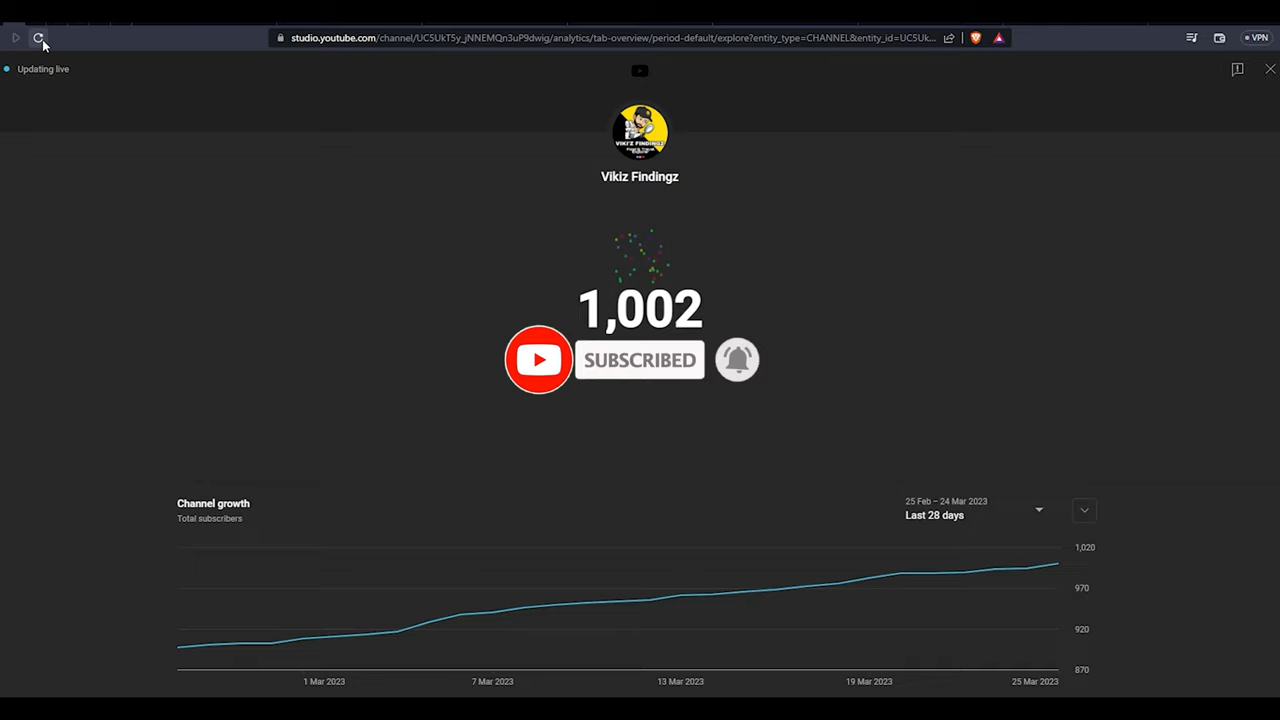 studio.youtube.com/channel/UC5UkT5y_jNNEMQn3uP9dwig/analytics/tab-overview/period-default/explore?entity_type=CHANNEL&entity_id=UC5Uk...
VPN
Updating live
VIKI'Z FINDINGZ
Vikiz Findingz
1,002
SUBSCRIBED
Channel growth
Total subscribers
25 Feb – 24 Mar 2023
Last 28 days
1,020
970
920
870
1 Mar 2023
7 Mar 2023
13 Mar 2023
19 Mar 2023
25 Mar 2023